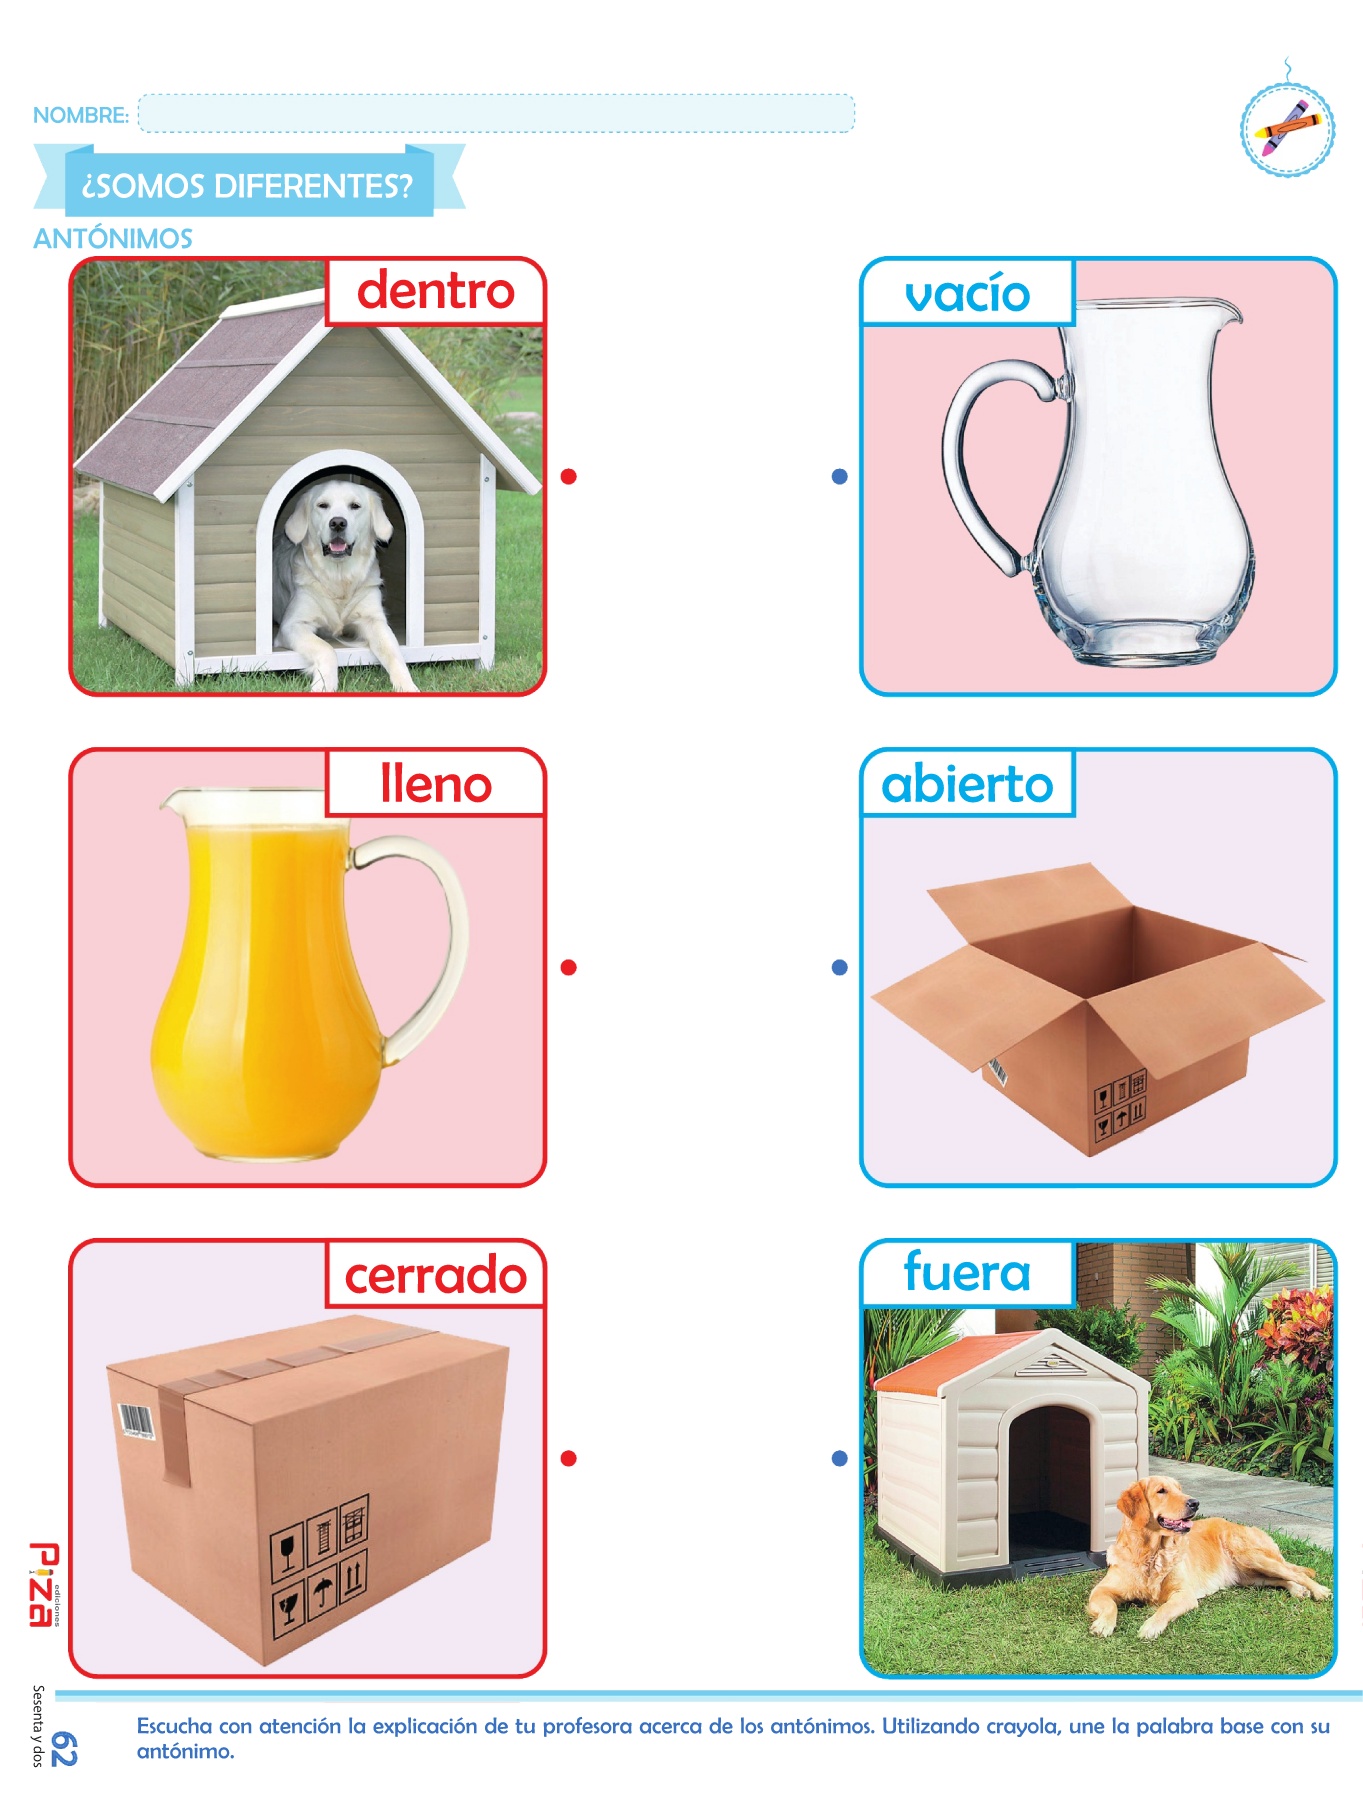 NOMBRE:
¿SOMOS DIFERENTES?
ANTÓNIMOS
dentro
vacío
lleno
abierto
cerrado
fuera
Piza
ediciones
Sesenta y dos
62
Escucha con atención la explicación de tu profesora acerca de los antónimos. Utilizando crayola, une la palabra base con su
antónimo.